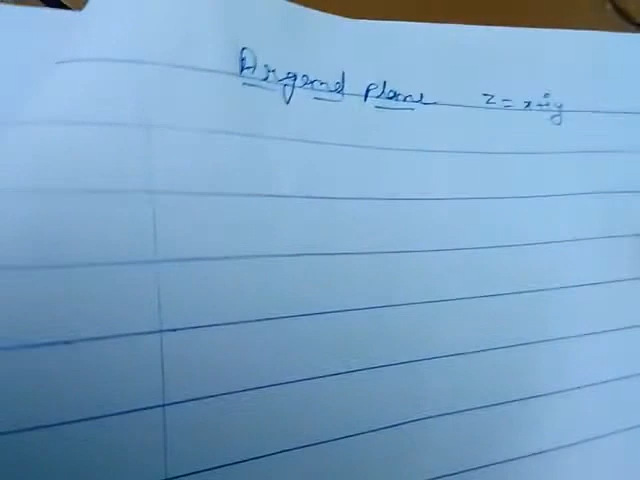 Argand plane z = x+iy